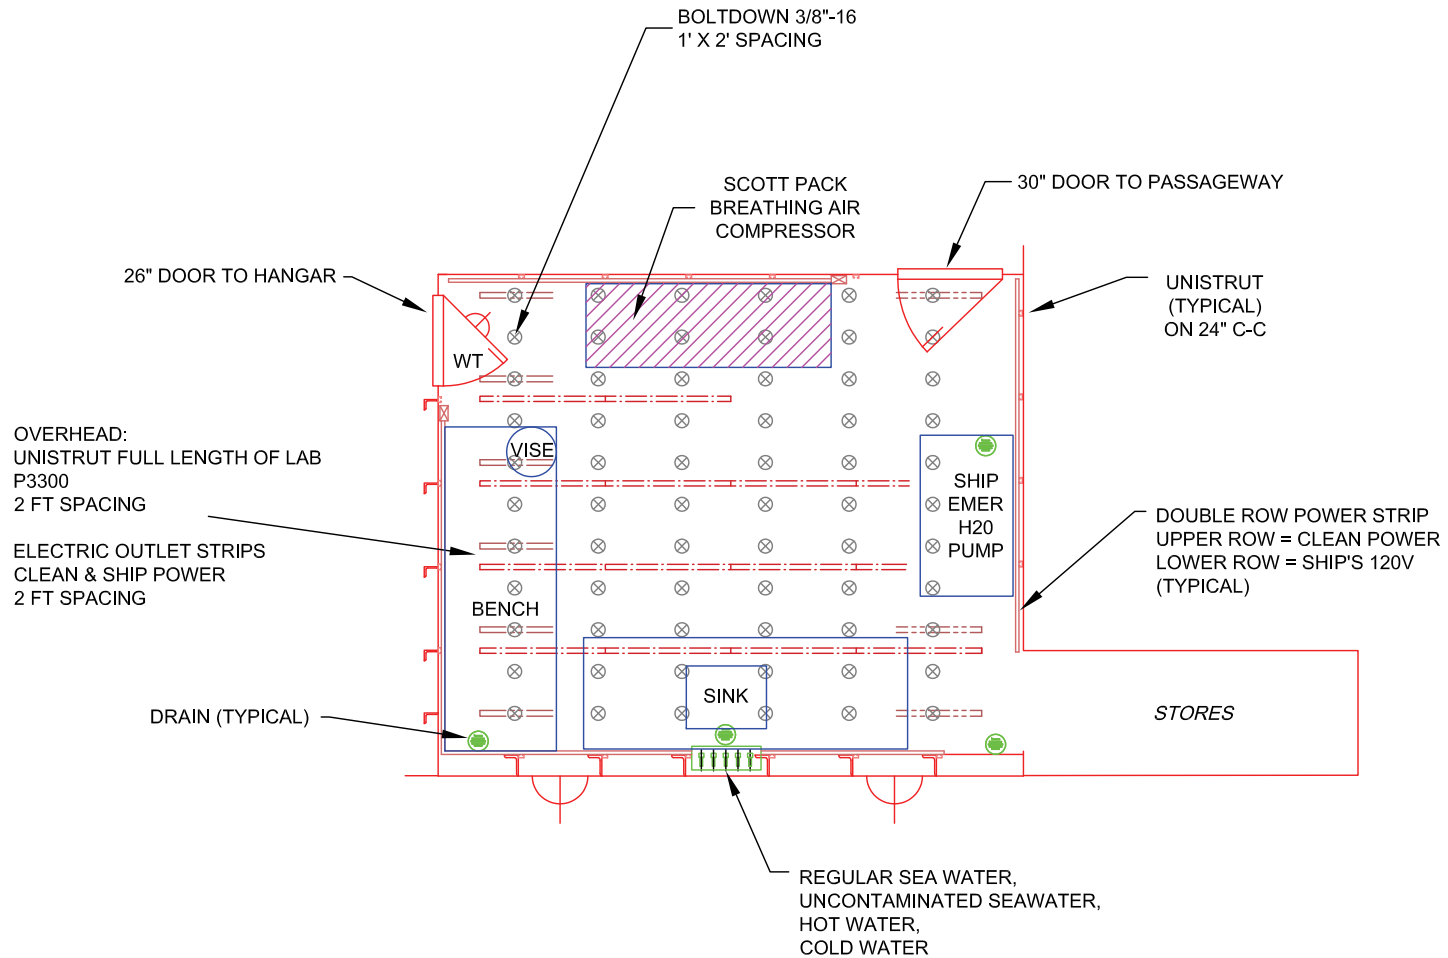 BOLTDOWN 3/8"-16
1' X 2' SPACING
SCOTT PACK
BREATHING AIR
COMPRESSOR
30" DOOR TO PASSAGEWAY
26" DOOR TO HANGAR
UNISTRUT
(TYPICAL)
ON 24" C-C
WT
OVERHEAD:
UNISTRUT FULL LENGTH OF LAB
P3300
2 FT SPACING
ELECTRIC OUTLET STRIPS
CLEAN & SHIP POWER
2 FT SPACING
VISE
SHIP
EMER
H20
PUMP
DOUBLE ROW POWER STRIP
UPPER ROW = CLEAN POWER
LOWER ROW = SHIP'S 120V
(TYPICAL)
BENCH
SINK
STORES
DRAIN (TYPICAL)
REGULAR SEA WATER,
UNCONTAMINATED SEAWATER,
HOT WATER,
COLD WATER